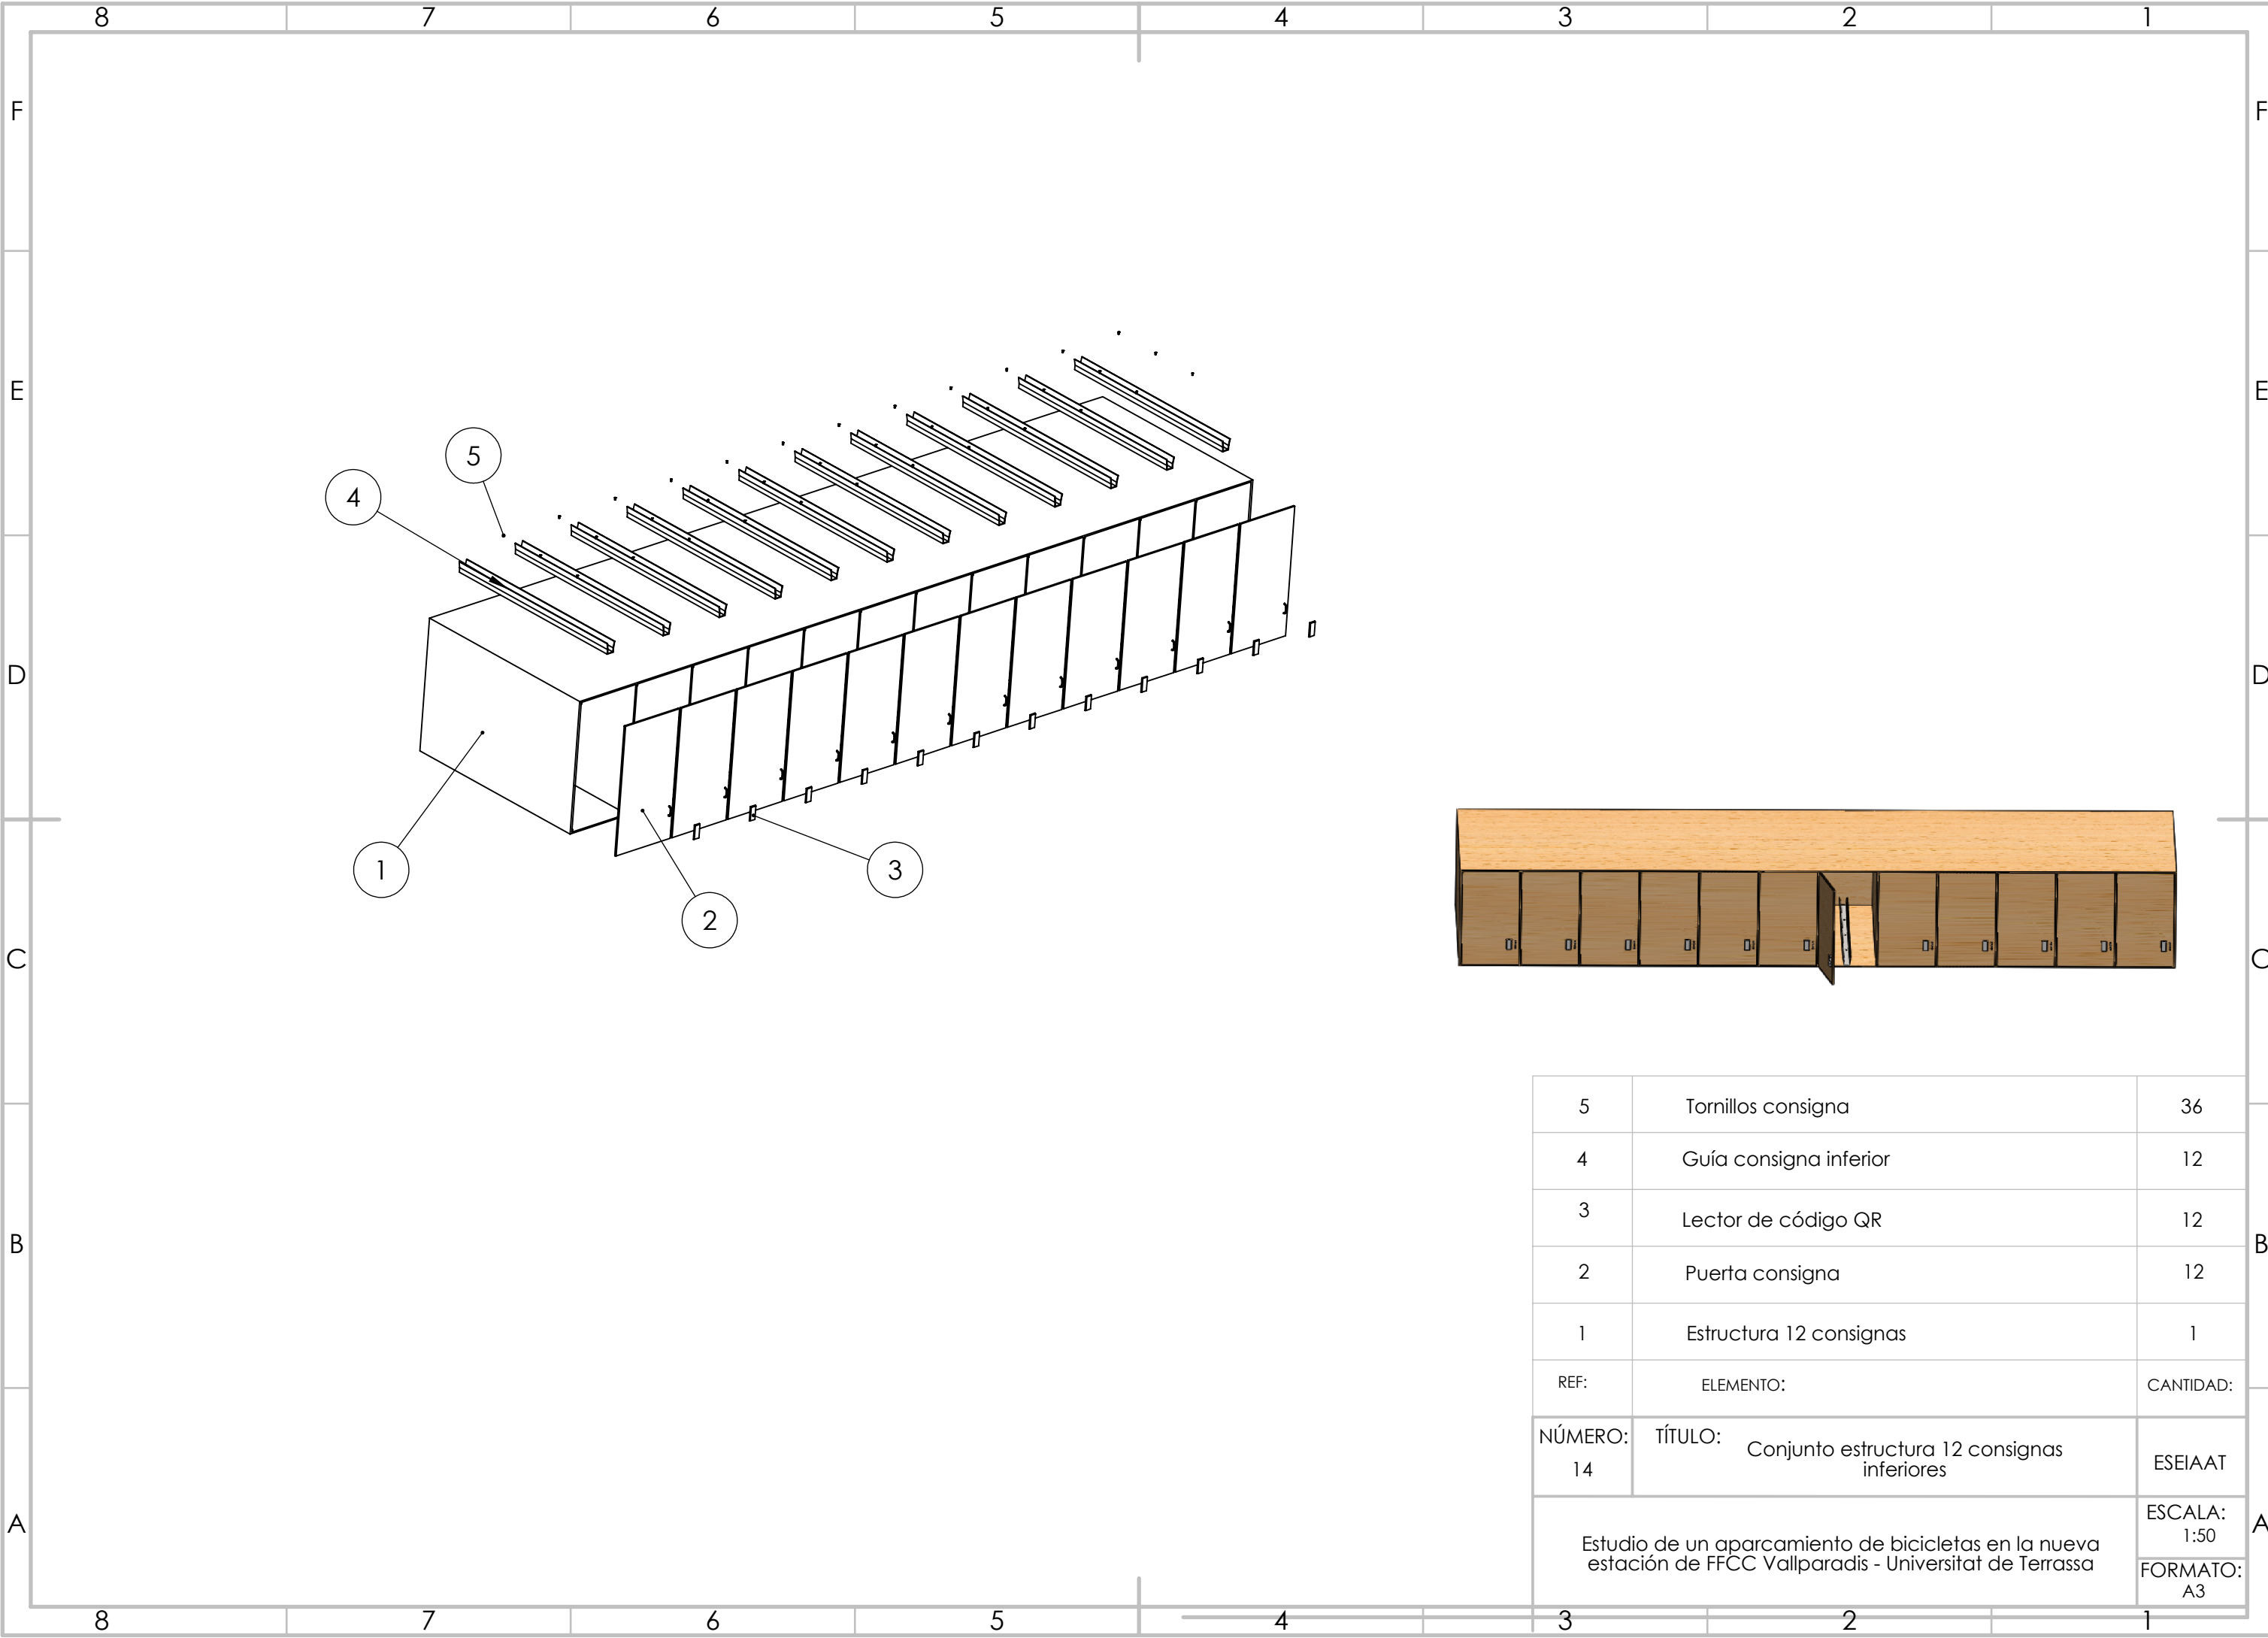 8 7 6 5 4 3 2 1
F F
E E
D D
C C
B B
A A
5
4
1
2
3
5 Tornillos consigna 36
4 Guía consigna inferior 12
3 Lector de código QR 12
2 Puerta consigna 12
1 Estructura 12 consignas 1
REF: ELEMENTO: CANTIDAD:
NÚMERO: 14
TÍTULO: Conjunto estructura 12 consignas
inferiores
ESEIAAT
Estudio de un aparcamiento de bicicletas en la nueva
estación de FFCC Vallparadis - Universitat de Terrassa
ESCALA:
1:50
FORMATO:
A3
8 7 6 5 4 3 2 1